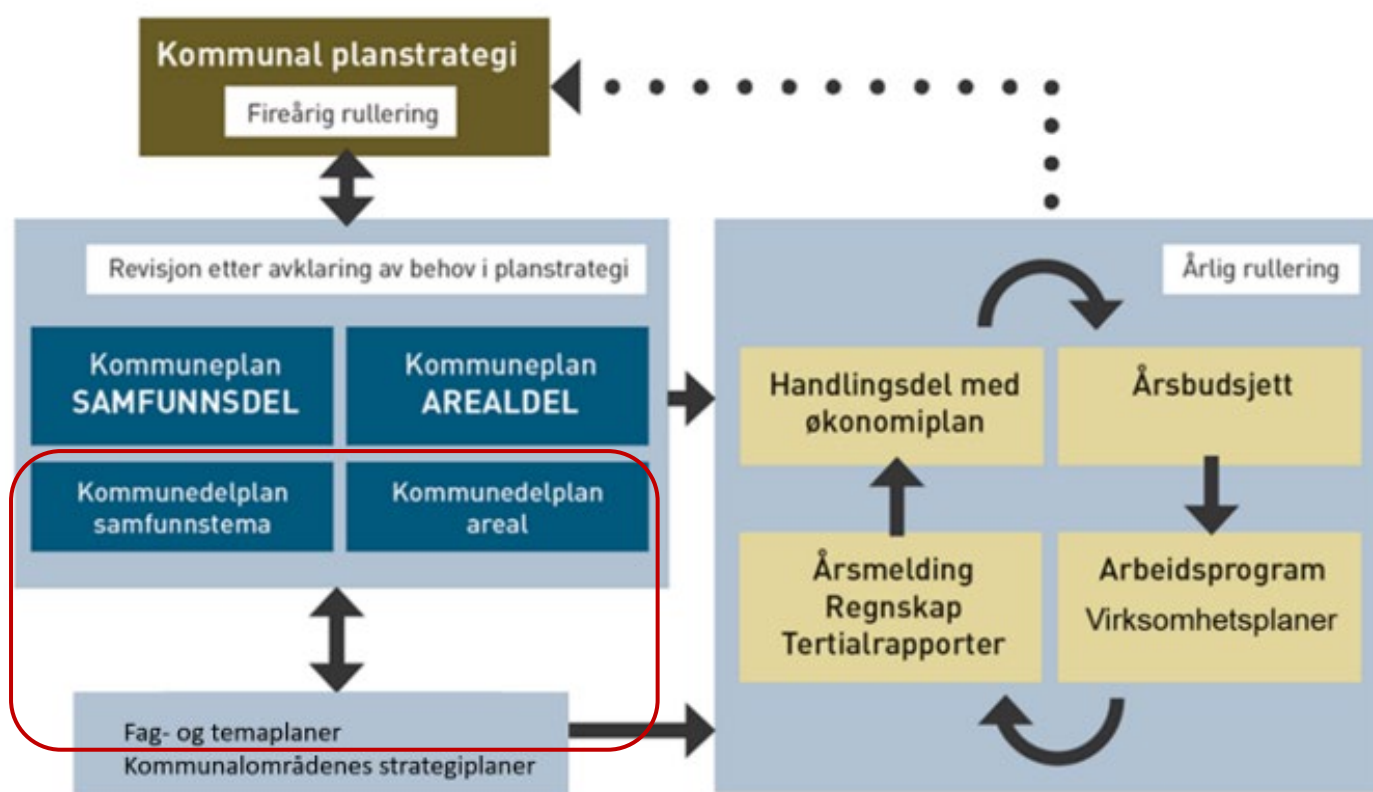 Kommunal planstrategi
Fireårig rullering
Revisjon etter avklaring av behov i planstrategi
Kommuneplan
SAMFUNNSDEL
Kommuneplan
AREALDEL
Kommunedelplan
samfunnstema
Kommunedelplan
areal
Fag- og temaplaner
Kommunalområdenes strategiplaner
Årlig rullering
Handlingsdel med
økonomiplan
Årsbudsjett
Årsmelding
Regnskap
Tertialrapporter
Arbeidsprogram
Virksomhetsplaner